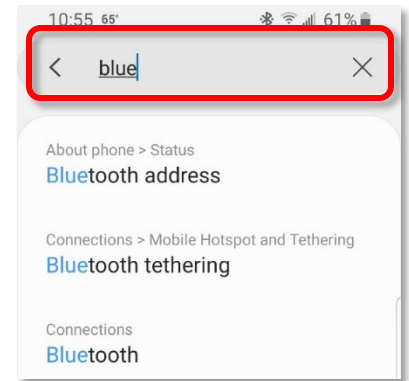 10:55 65° 61%
blue
About phone > Status
Bluetooth address
Connections > Mobile Hotspot and Tethering
Bluetooth tethering
Connections
Bluetooth